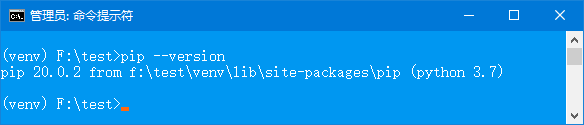 管理员: 命令提示符
(venv) F:\test>pip --version
pip 20.0.2 from f:\test\venv\lib\site-packages\pip (python 3.7)
(venv) F:\test>